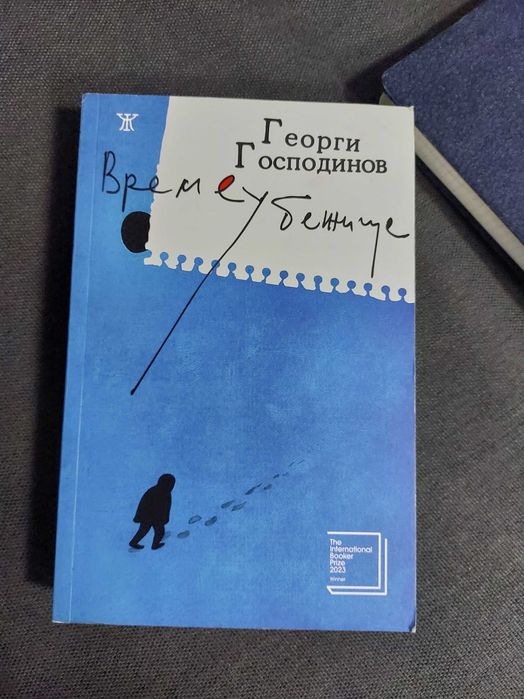 Ж
Георги
Господинов
Времеубежище
The
International
Booker
Prize
2023
Winner